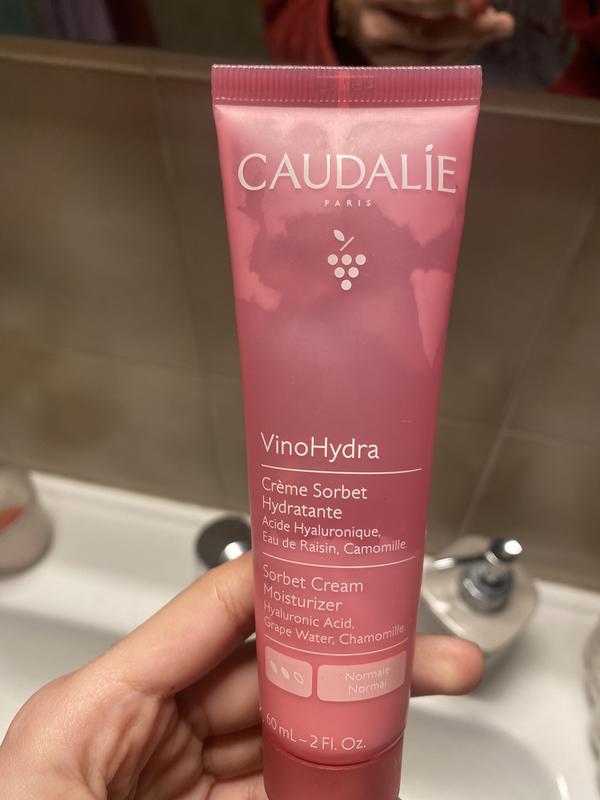 CAUDALÍE
PARIS
VinoHydra
Crème Sorbet
Hydratante
Acide Hyaluronique,
Eau de Raisin, Camomille.
Sorbet Cream
Moisturizer
Hyaluronic Acid,
Grape Water, Chamomille
Normale
Normal
60 mL – 2 Fl. Oz.